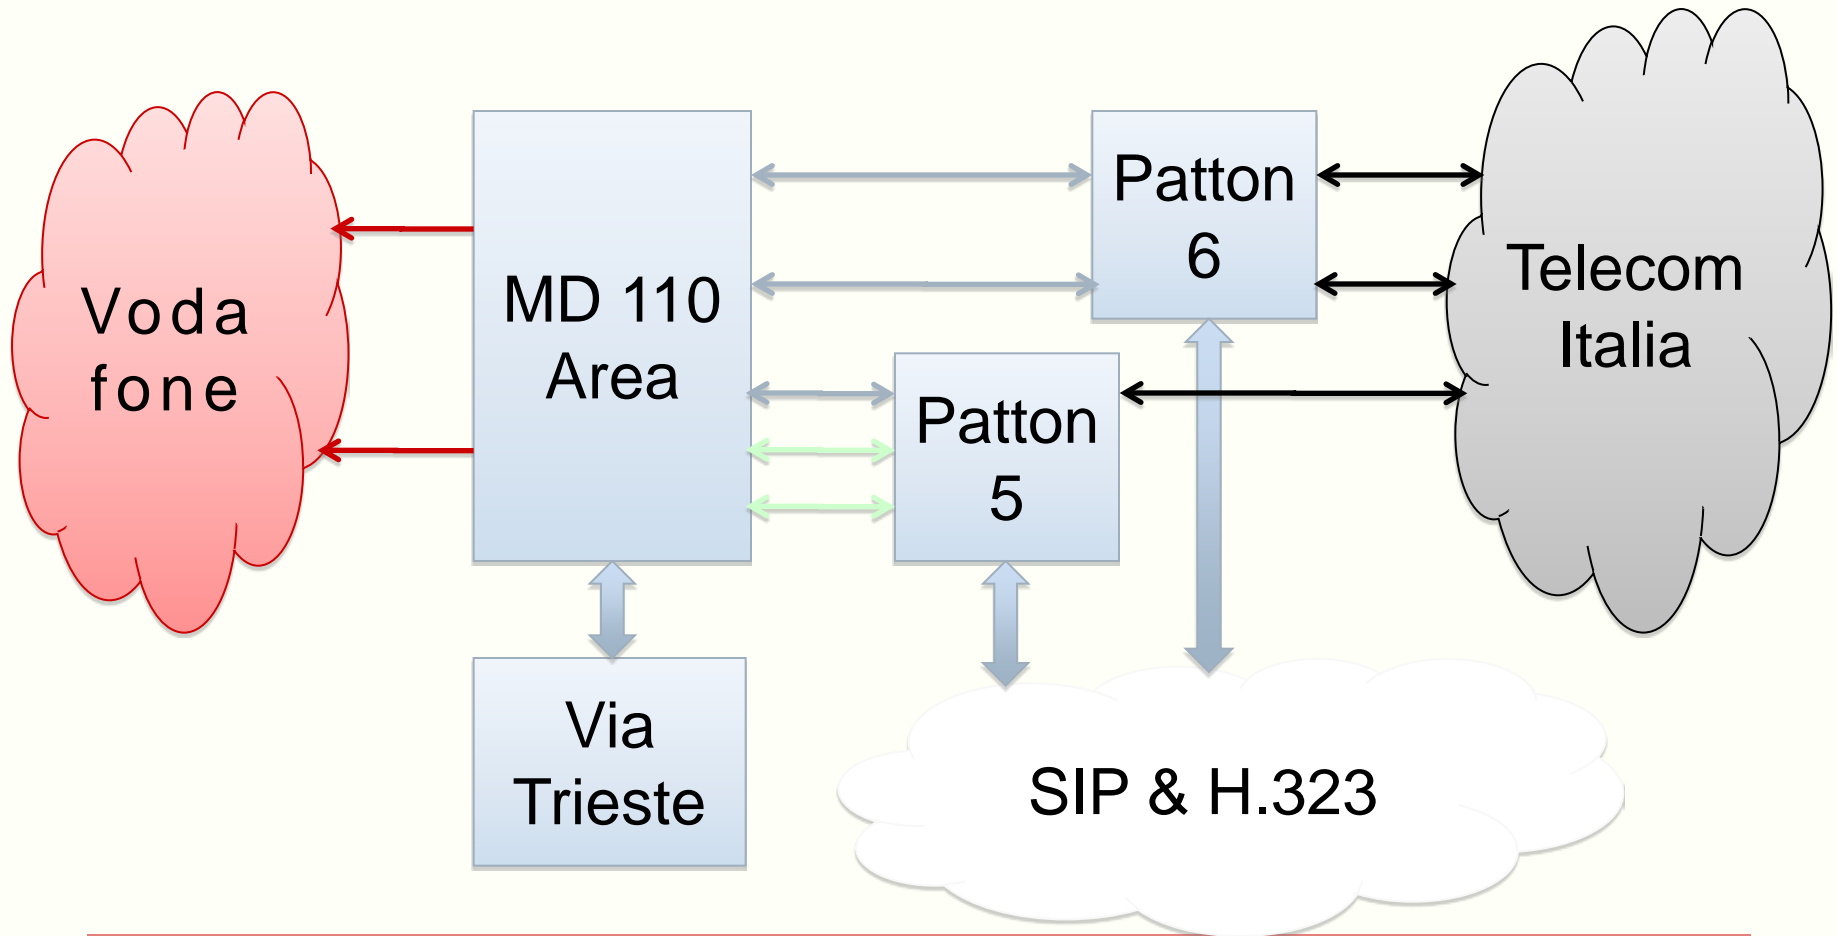 Voda
fone
MD 110
Area
Patton
6
Patton
5
Telecom
Italia
Via
Trieste
SIP & H.323